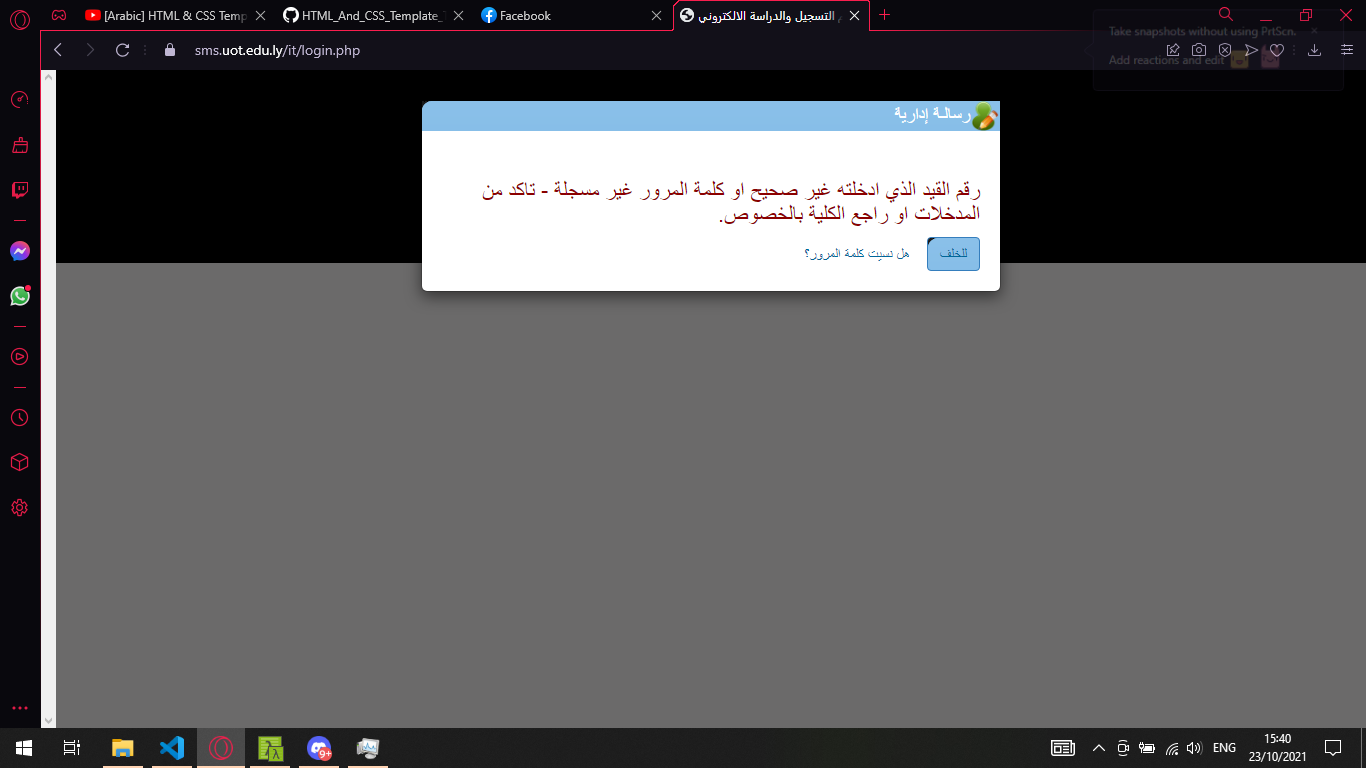 [Arabic] HTML & CSS Temp
HTML_And_CSS_Template_
Facebook
التسجيل والدراسة الالكتروني
sms.uot.edu.ly/it/login.php
Take snapshots without using PrtScn.
Add reactions and edit
رسالة إدارية
رقم القيد الذي ادخلته غير صحيح او كلمة المرور غير مسجلة - تاكد من
المدخلات او راجع الكلية بالخصوص.
للخلف
هل نسيت كلمة المرور؟
9+
ENG
15:40
23/10/2021